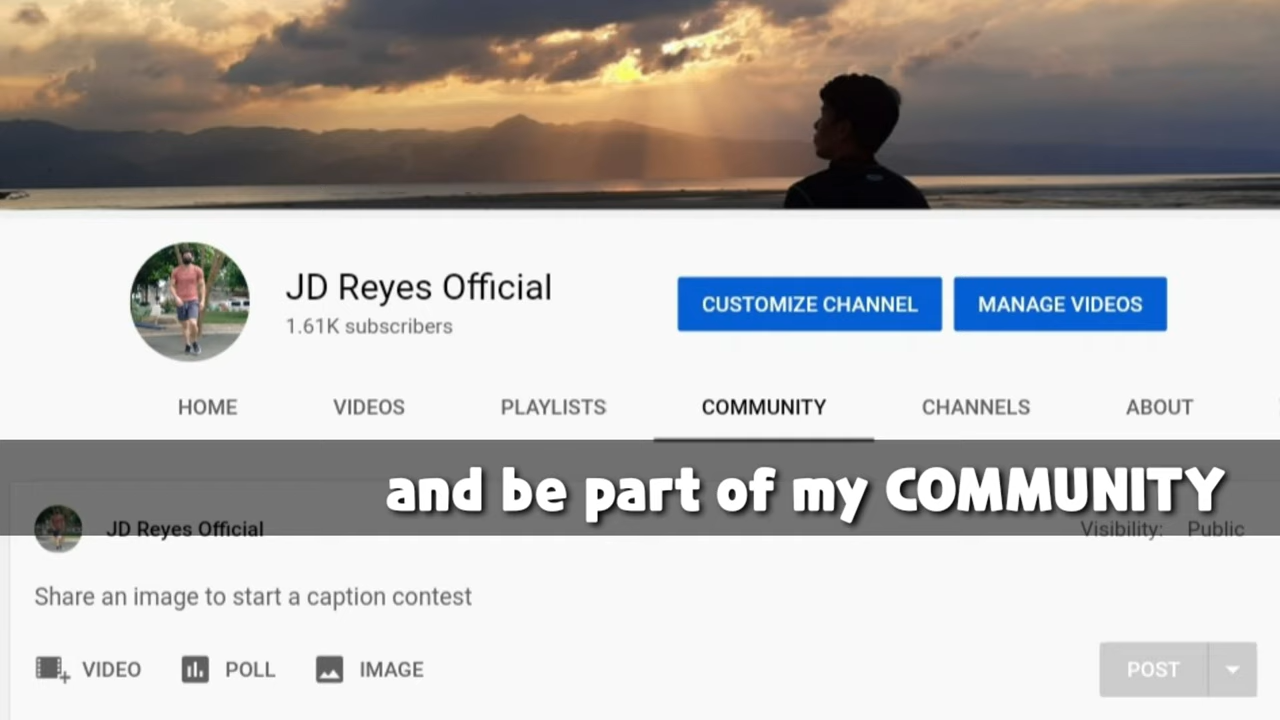 JD Reyes Official
1.61K subscribers
CUSTOMIZE CHANNEL
MANAGE VIDEOS
HOME VIDEOS PLAYLISTS COMMUNITY CHANNELS ABOUT
and be part of my COMMUNITY
JD Reyes Official
Visibility: Public
Share an image to start a caption contest
VIDEO POLL IMAGE
POST